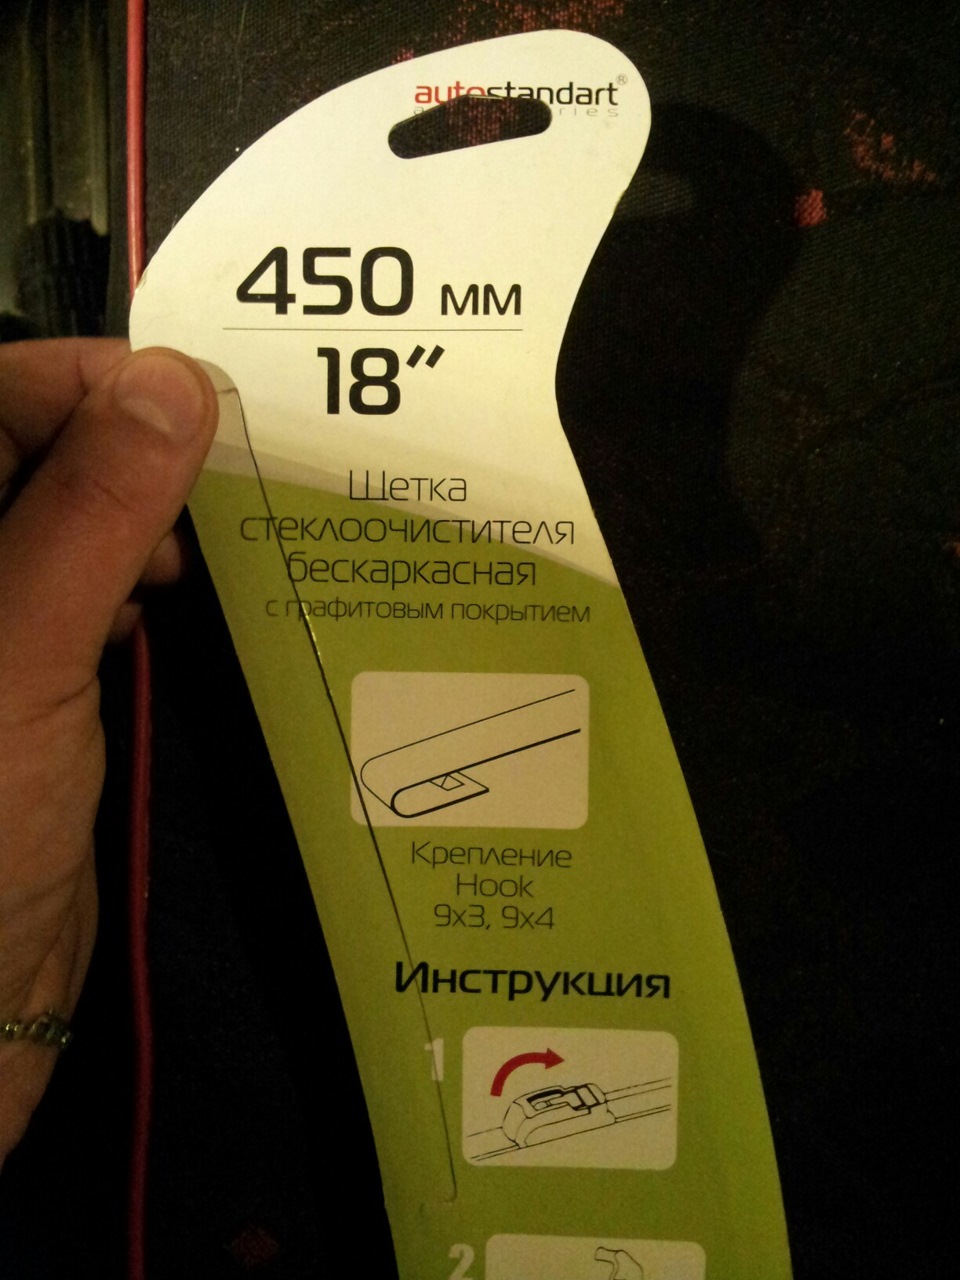 autostandart®
450 мм
18″
Щетка
стеклоочистителя
бескаркасная
с графитовым покрытием
Крепление
Hook
9x3, 9x4
Инструкция
1
2